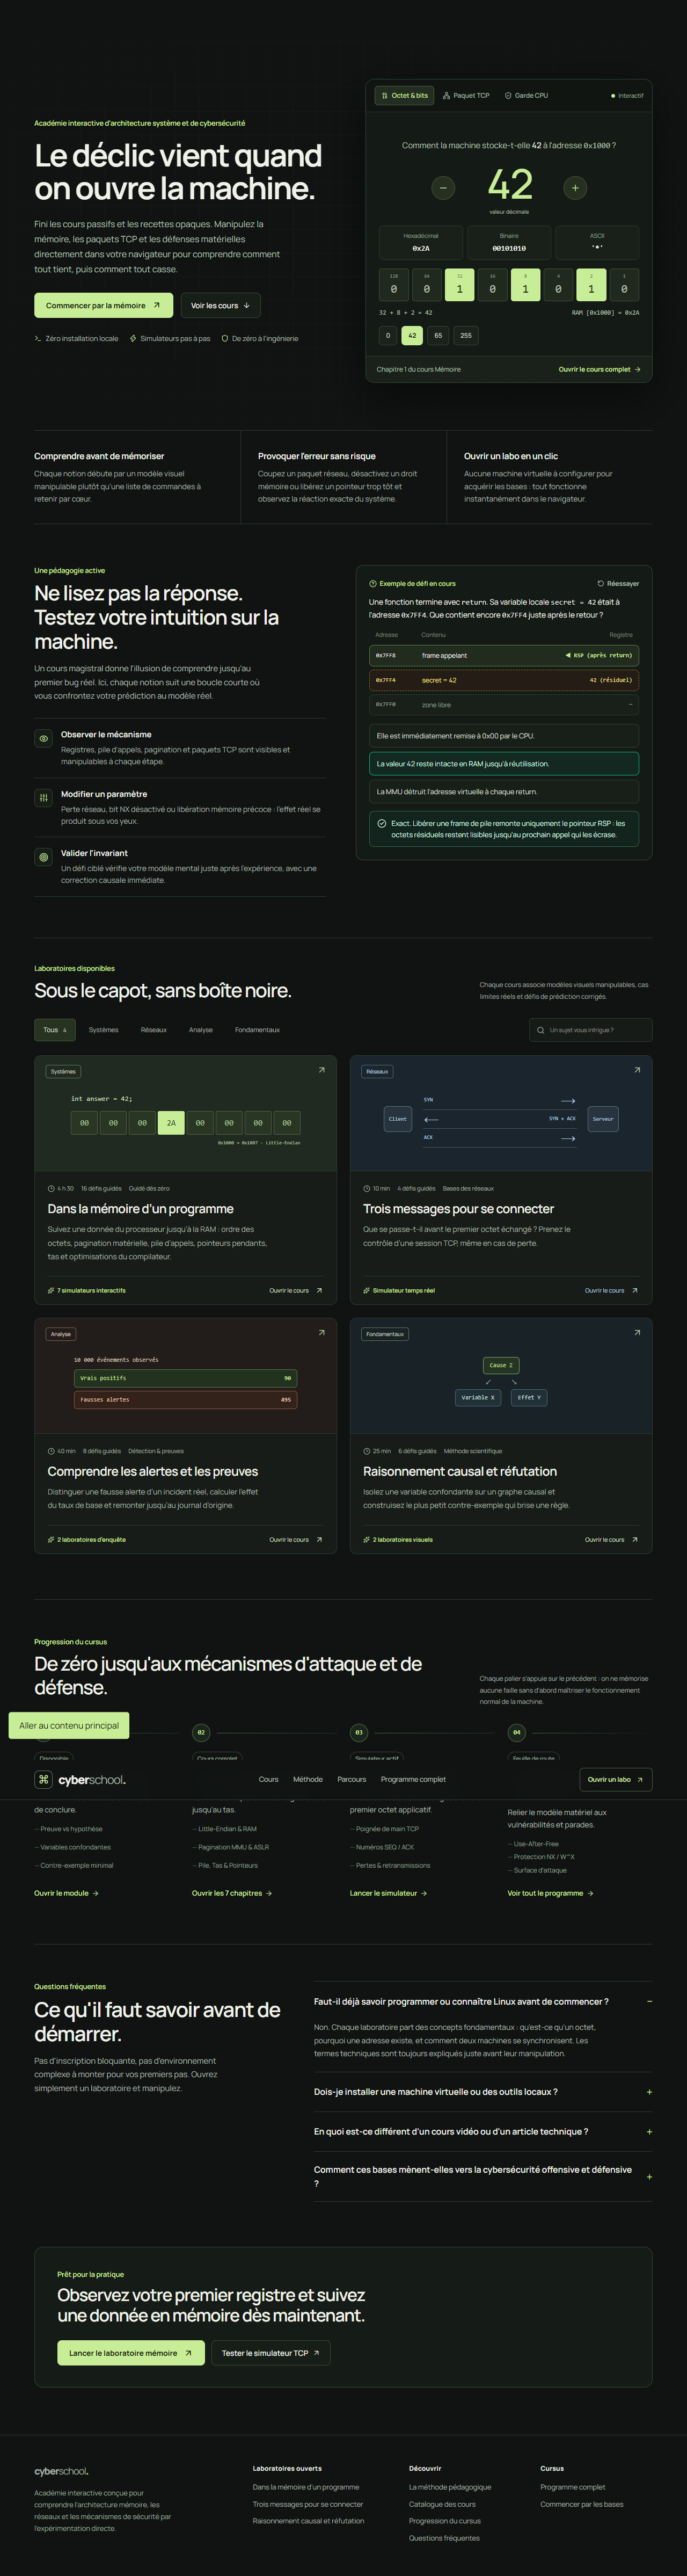 Académie interactive d'architecture système et de cybersécurité
Le déclic vient quand
on ouvre la machine.
Fini les cours passifs et les recettes opaques. Manipulez la
mémoire, les paquets TCP et les défenses matérielles
directement dans votre navigateur pour comprendre comment
tout tient, puis comment tout casse.
Commencer par la mémoire
Voir les cours
Zéro installation locale
Simulateurs pas à pas
De zéro à l'ingénierie
Octet & bits
Paquet TCP
Garde CPU
Interactif
Comment la machine stocke-t-elle 42 à l'adresse 0x1000 ?
−
42
+
valeur décimale
Hexadécimal
0x2A
Binaire
00101010
ASCII
'*'
128 64 32 16 8 4 2 1
0 0 1 0 1 0 1 0
32 + 8 + 2 = 42
RAM [0x1000] = 0x2A
0 42 65 255
Chapitre 1 du cours Mémoire
Ouvrir le cours complet →
Comprendre avant de mémoriser
Chaque notion débute par un modèle visuel
manipulable plutôt qu'une liste de commandes à
retenir par cœur.
Provoquer l'erreur sans risque
Coupez un paquet réseau, désactivez un droit
mémoire ou libérez un pointeur trop tôt et
observez la réaction exacte du système.
Ouvrir un labo en un clic
Aucune machine virtuelle à configurer pour
acquérir les bases : tout fonctionne
instantanément dans le navigateur.
Une pédagogie active
Ne lisez pas la réponse.
Testez votre intuition sur la
machine.
Un cours magistral donne l'illusion de comprendre jusqu'au
premier bug réel. Ici, chaque notion suit une boucle courte où
vous confrontez votre prédiction au modèle réel.
Observer le mécanisme
Registres, pile d'appels, pagination et paquets TCP sont visibles et
manipulables à chaque étape.
Modifier un paramètre
Perte réseau, bit NX désactivé ou libération mémoire précoce : l'effet réel se
produit sous vos yeux.
Valider l'invariant
Un défi ciblé vérifie votre modèle mental juste après l'expérience, avec une
correction causale immédiate.
Exemple de défi en cours
Réessayer
Une fonction termine avec return. Sa variable locale secret = 42 était à
l'adresse 0x7FF4. Que contient encore 0x7FF4 juste après le retour ?
Adresse Contenu Registre
0x7FF8 frame appelant ◀ RSP (après return)
0x7FF4 secret = 42 42 (résiduel)
0x7FF0 zone libre —
Elle est immédiatement remise à 0x00 par le CPU.
La valeur 42 reste intacte en RAM jusqu'à réutilisation.
La MMU détruit l'adresse virtuelle à chaque return.
Exact. Libérer une frame de pile remonte uniquement le pointeur RSP : les
octets résiduels restent lisibles jusqu'au prochain appel qui les écrase.
Laboratoires disponibles
Sous le capot, sans boîte noire.
Chaque cours associe modèles visuels manipulables, cas
limites réels et défis de prédiction corrigés.
Tous 4
Systèmes
Réseaux
Analyse
Fondamentaux
Un sujet vous intrigue ?
Systèmes
int answer = 42;
00 00 00 2A 00 00 00 00
0x1000 → 0x1007 · Little-Endian
4 h 30 16 défis guidés Guidé dès zéro
Dans la mémoire d'un programme
Suivez une donnée du processeur jusqu'à la RAM : ordre des
octets, pagination matérielle, pile d'appels, pointeurs pendants,
tas et optimisations du compilateur.
7 simulateurs interactifs
Ouvrir le cours
Réseaux
Client
SYN
SYN + ACK
ACK
Serveur
10 min 4 défis guidés Bases des réseaux
Trois messages pour se connecter
Que se passe-t-il avant le premier octet échangé ? Prenez le
contrôle d'une session TCP, même en cas de perte.
Simulateur temps réel
Ouvrir le cours
Analyse
10 000 événements observés
Vrais positifs 90
Fausses alertes 495
40 min 8 défis guidés Détection & preuves
Comprendre les alertes et les preuves
Distinguer une fausse alerte d'un incident réel, calculer l'effet
du taux de base et remonter jusqu'au journal d'origine.
2 laboratoires d'enquête
Ouvrir le cours
Fondamentaux
Cause Z
Variable X
Effet Y
25 min 6 défis guidés Méthode scientifique
Raisonnement causal et réfutation
Isolez une variable confondante sur un graphe causal et
construisez le plus petit contre-exemple qui brise une règle.
2 laboratoires visuels
Ouvrir le cours
Progression du cursus
De zéro jusqu'aux mécanismes d'attaque et de
défense.
Chaque palier s'appuie sur le précédent : on ne mémorise
aucune faille sans d'abord maîtriser le fonctionnement
normal de la machine.
Aller au contenu principal
02
03
04
Disponible
Cours complet
Simulateur actif
Feuille de route
cyberschool.
Cours
Méthode
Parcours
Programme complet
Ouvrir un labo
de conclure.
— Preuve vs hypothèse
— Variables confondantes
— Contre-exemple minimal
Ouvrir le module →
jusqu'au tas.
— Little-Endian & RAM
— Pagination MMU & ASLR
— Pile, Tas & Pointeurs
Ouvrir les 7 chapitres →
premier octet applicatif.
— Poignée de main TCP
— Numéros SEQ / ACK
— Pertes & retransmissions
Lancer le simulateur →
Relier le modèle matériel aux
vulnérabilités et parades.
— Use-After-Free
— Protection NX / W^X
— Surface d'attaque
Voir tout le programme →
Questions fréquentes
Ce qu'il faut savoir avant de
démarrer.
Pas d'inscription bloquante, pas d'environnement
complexe à monter pour vos premiers pas. Ouvrez
simplement un laboratoire et manipulez.
Faut-il déjà savoir programmer ou connaître Linux avant de commencer ?
Non. Chaque laboratoire part des concepts fondamentaux : qu'est-ce qu'un octet,
pourquoi une adresse existe, et comment deux machines se synchronisent. Les
termes techniques sont toujours expliqués juste avant leur manipulation.
Dois-je installer une machine virtuelle ou des outils locaux ?
En quoi est-ce différent d'un cours vidéo ou d'un article technique ?
Comment ces bases mènent-elles vers la cybersécurité offensive et défensive
?
Prêt pour la pratique
Observez votre premier registre et suivez
une donnée en mémoire dès maintenant.
Lancer le laboratoire mémoire
Tester le simulateur TCP
cyberschool.
Académie interactive conçue pour
comprendre l'architecture mémoire, les
réseaux et les mécanismes de sécurité par
l'expérimentation directe.
Laboratoires ouverts
Dans la mémoire d'un programme
Trois messages pour se connecter
Raisonnement causal et réfutation
Découvrir
La méthode pédagogique
Catalogue des cours
Progression du cursus
Questions fréquentes
Cursus
Programme complet
Commencer par les bases